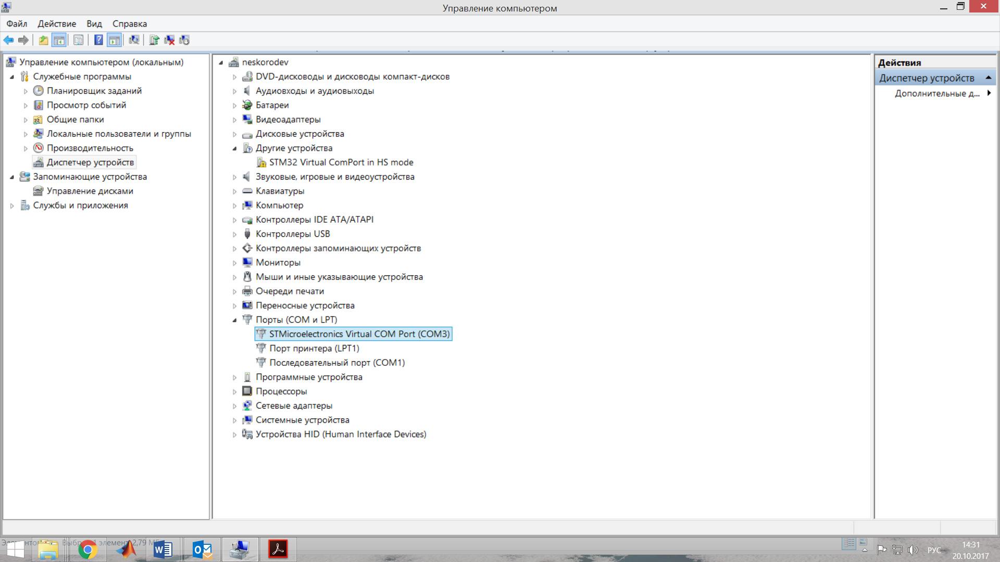 Управление компьютером
Файл Действие Вид Справка
Управление компьютером (локальным)
Служебные программы
Планировщик заданий
Просмотр событий
Общие папки
Локальные пользователи и группы
Производительность
Диспетчер устройств
Запоминающие устройства
Управление дисками
Службы и приложения
neskorodev
DVD-дисководы и дисководы компакт-дисков
Аудиовходы и аудиовыходы
Батареи
Видеоадаптеры
Дисковые устройства
Другие устройства
STM32 Virtual ComPort in HS mode
Звуковые, игровые и видеоустройства
Клавиатуры
Компьютер
Контроллеры IDE ATA/ATAPI
Контроллеры USB
Контроллеры запоминающих устройств
Мониторы
Мыши и иные указывающие устройства
Очереди печати
Переносные устройства
Порты (COM и LPT)
STMicroelectronics Virtual COM Port (COM3)
Порт принтера (LPT1)
Последовательный порт (COM1)
Программные устройства
Процессоры
Сетевые адаптеры
Системные устройства
Устройства HID (Human Interface Devices)
Действия
Диспетчер устройств
Дополнительные д...
элемент 2,79
РУС
14:31
20.10.2017